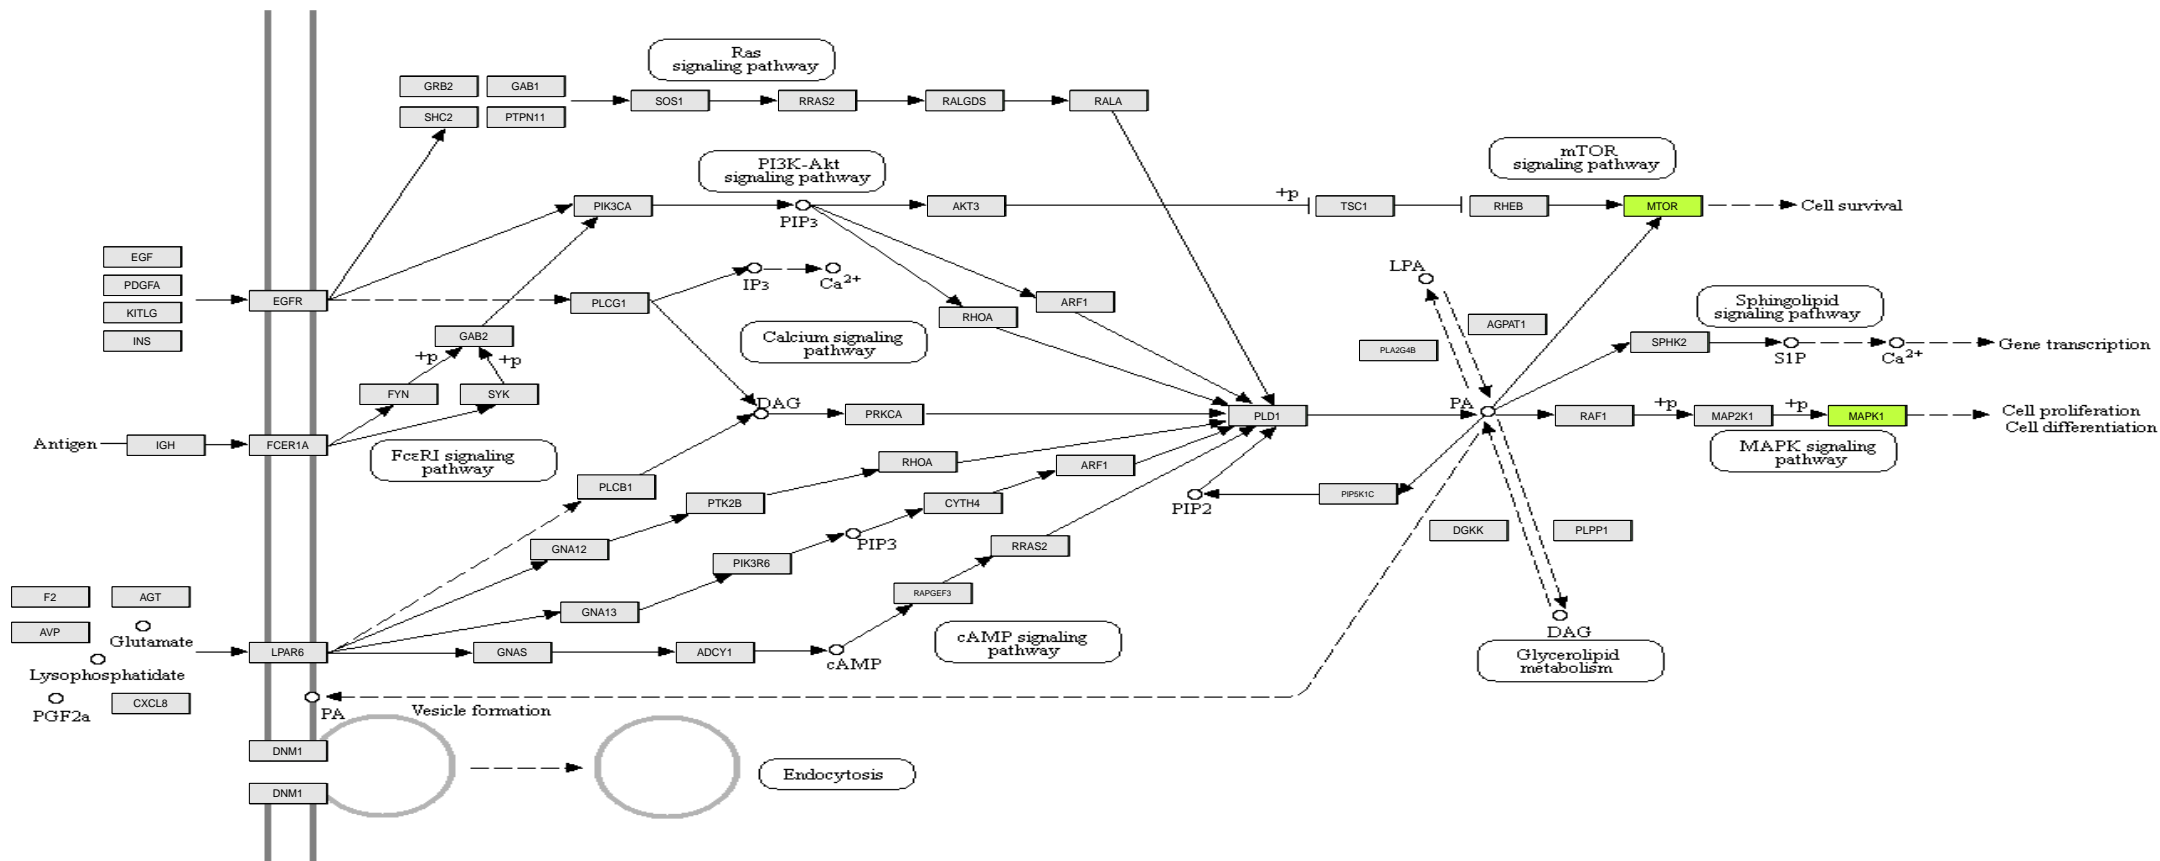 Ras
signaling pathway
GRB2
GAB1
SOS1
RRAS2
RALGDS
RALA
SHC2
PTPN11
PI3K-Akt
signaling pathway
mTOR
signaling pathway
PIK3CA
PIP3
AKT3
+p
TSC1
RHEB
MTOR
Cell survival
EGF
PDGFA
KITLG
INS
EGFR
PLCG1
IP3
Ca2+
RHOA
ARF1
LPA
AGPAT1
PLA2G4B
Sphingolipid
signaling pathway
SPHK2
S1P
Ca2+
Gene transcription
GAB2
+p
+p
FYN
SYK
Calcium signaling
pathway
DAG
PRKCA
PLD1
PA
RAF1
+p
MAP2K1
+p
MAPK1
Cell proliferation
Cell differentiation
MAPK signaling
pathway
Antigen
IGH
FCER1A
FcεRI signaling
pathway
PLCB1
PTK2B
RHOA
CYTH4
ARF1
PIP2
PIP5K1C
DGKK
PLPP1
GNA12
PIK3R6
PIP3
RRAS2
GNA13
RAPGEF3
F2
AGT
AVP
Glutamate
Lysophosphatidate
PGF2a
CXCL8
LPAR6
GNAS
ADCY1
cAMP
cAMP signaling
pathway
DAG
Glycerolipid
metabolism
PA
Vesicle formation
DNM1
DNM1
Endocytosis